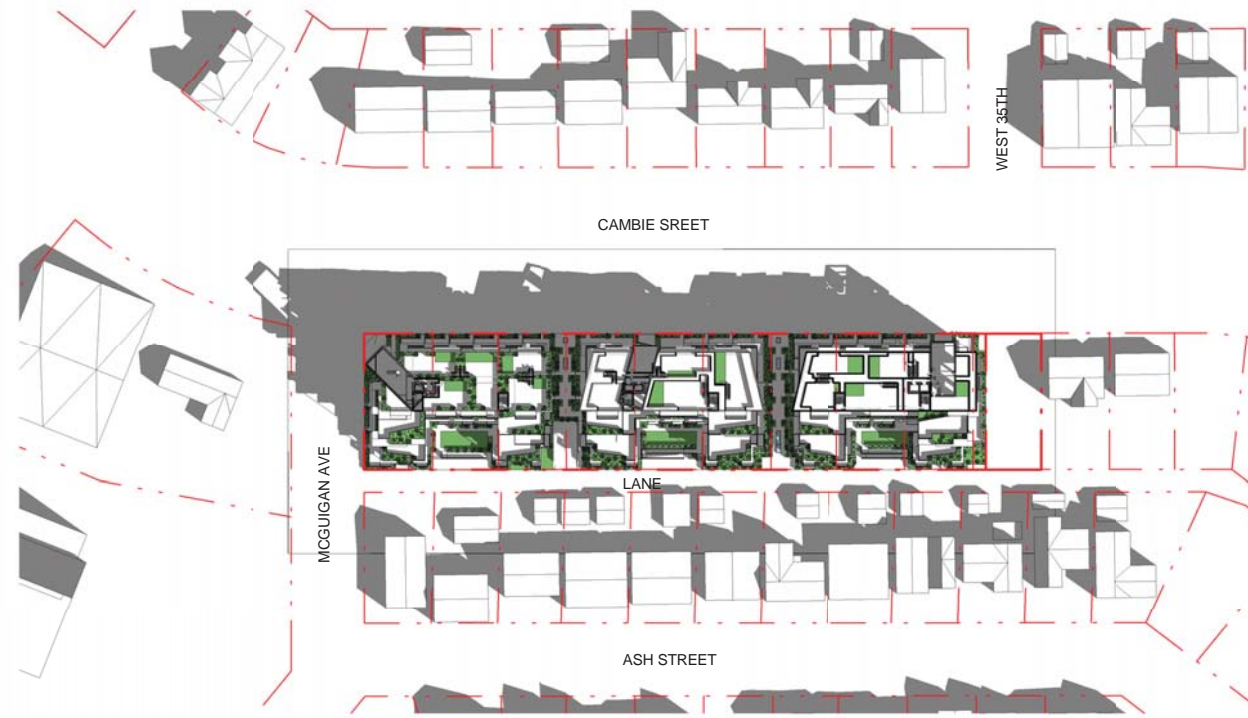 WEST 35TH
CAMBIE SREET
MCGUIGAN AVE
LANE
ASH STREET